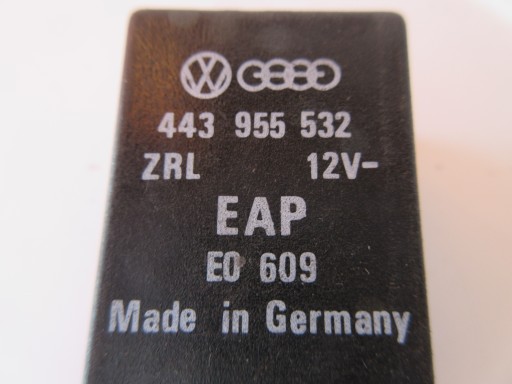 443 955 532
ZRL 12V-
EAP
E0 609
Made in Germany